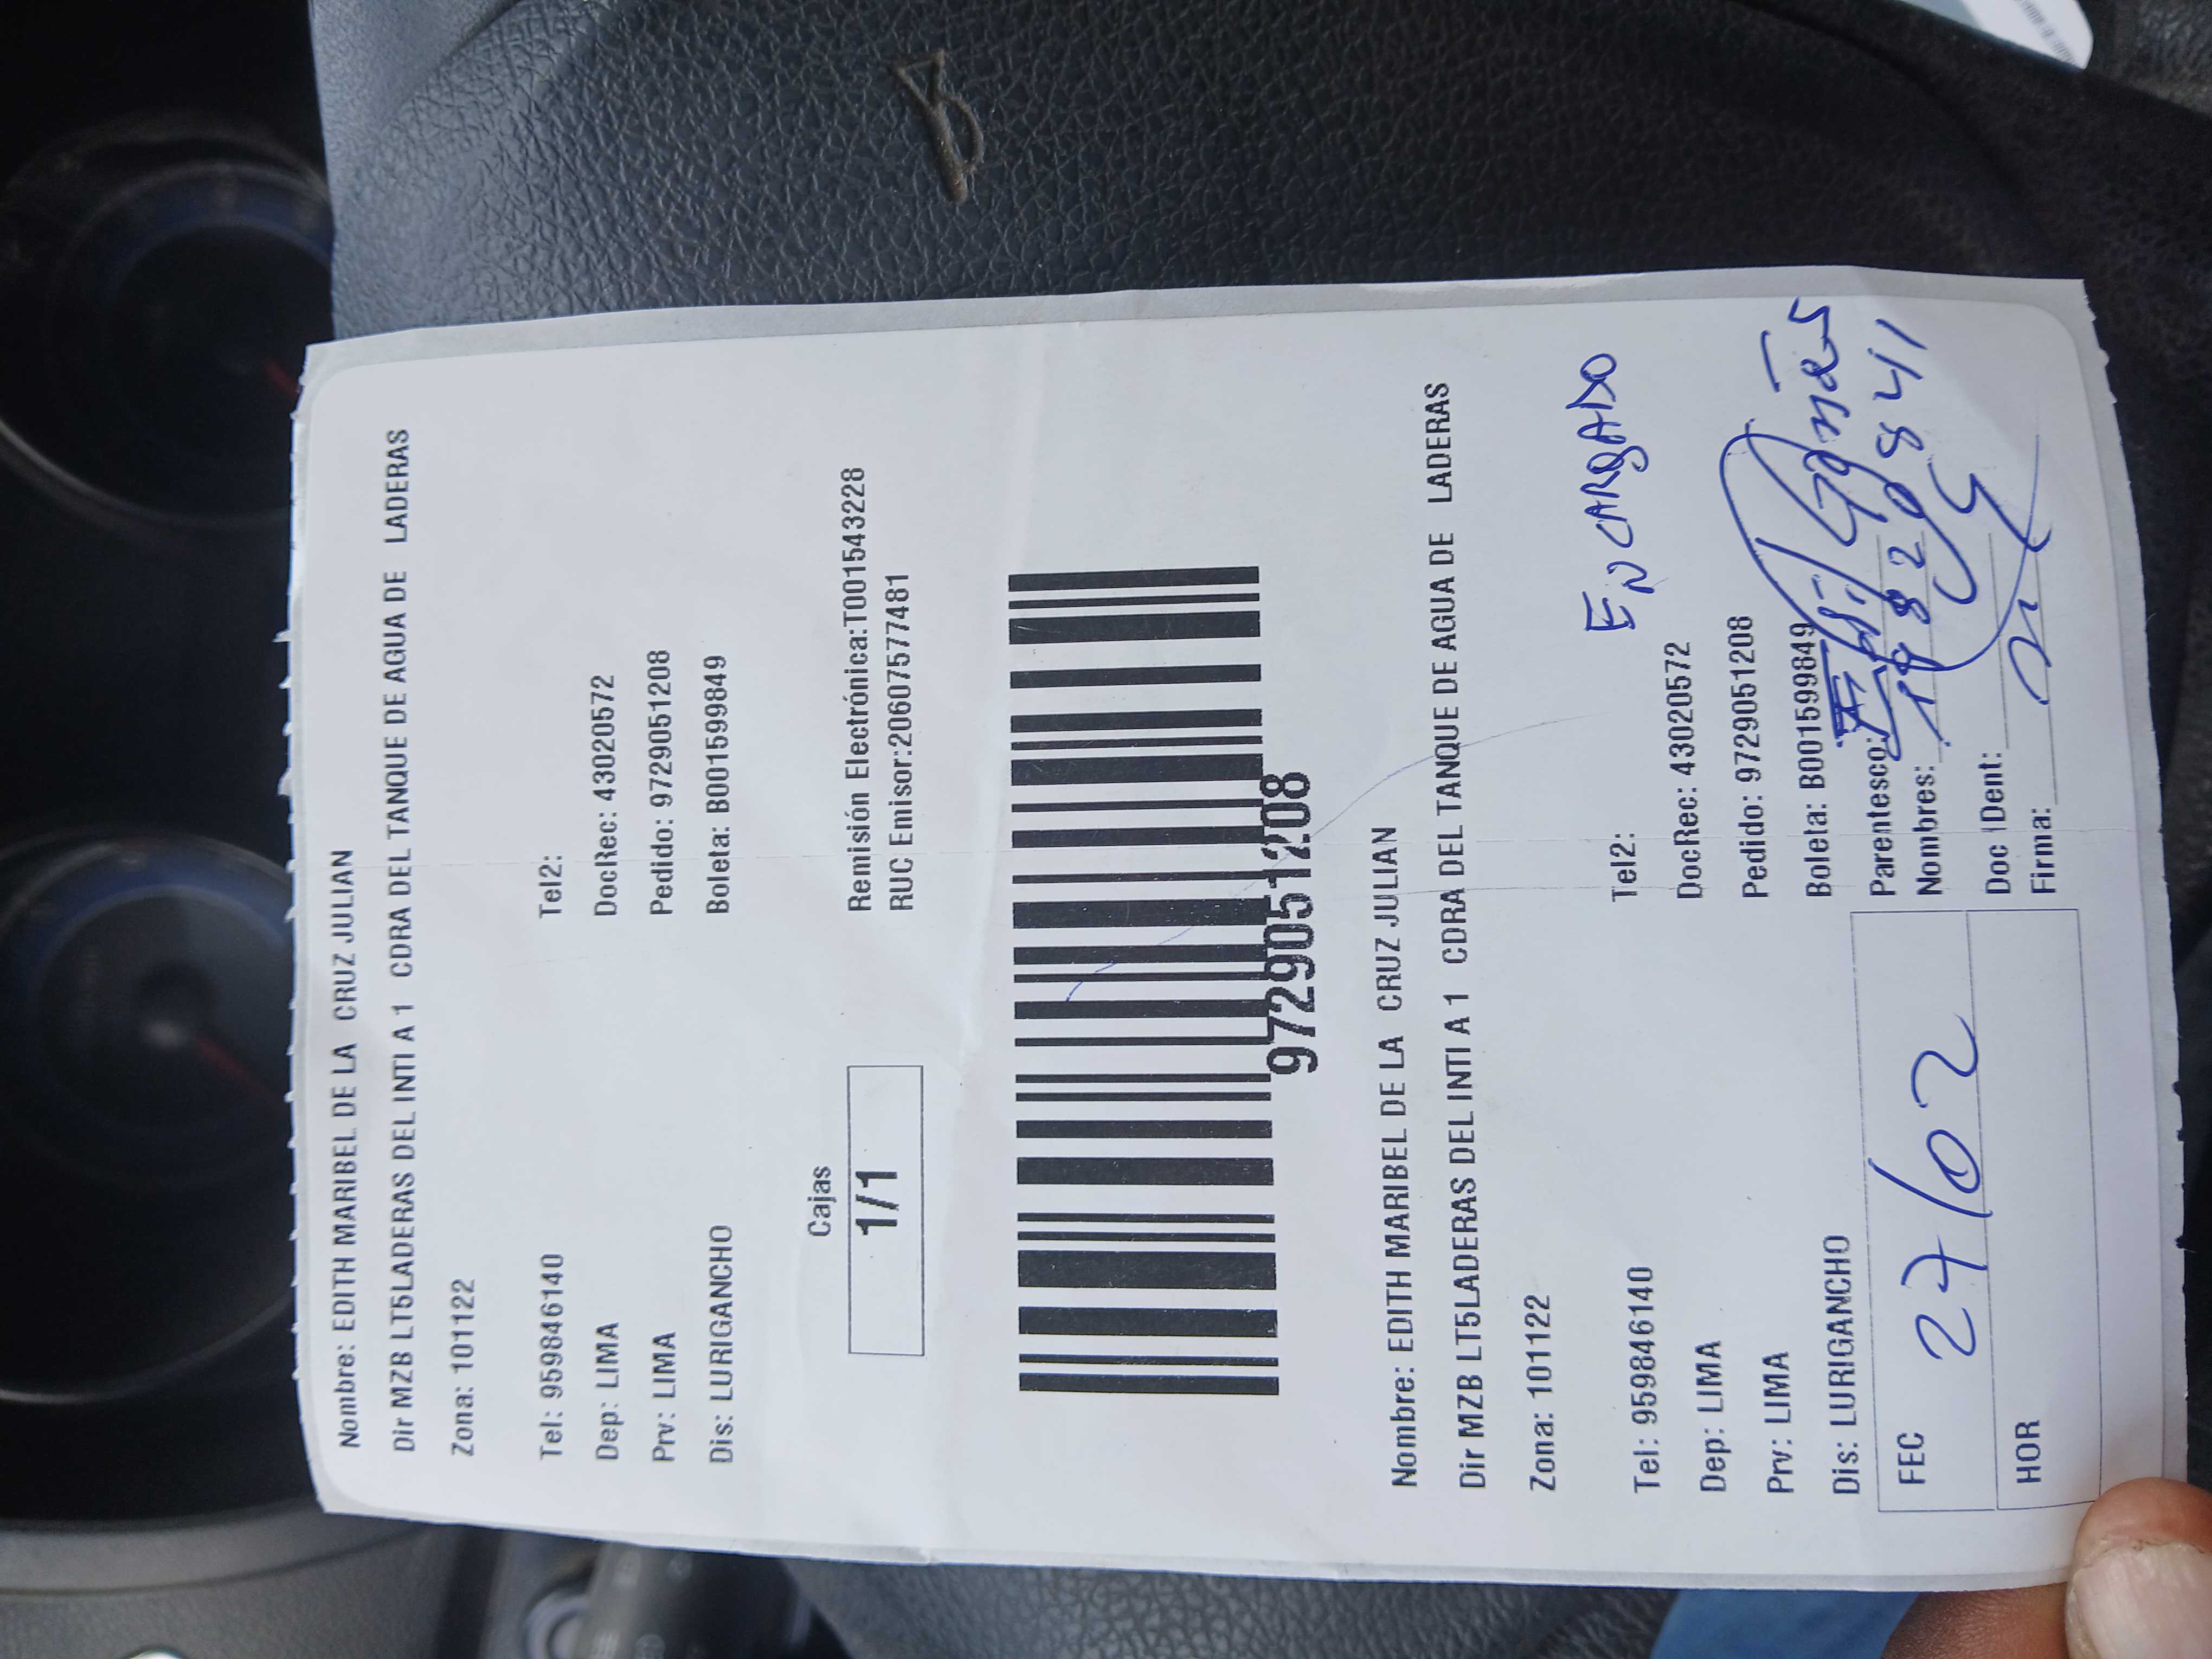 Nombre: EDITH MARIBEL DE LA CRUZ JULIAN
Dir MZB LT5LADERAS DEL INTI A 1 CDRA DEL TANQUE DE AGUA DE LADERAS
Zona: 101122
Tel: 959846140 Tel2:
Dep: LIMA DocRec: 43020572
Prv: LIMA Pedido: 9729051208
Dis: LURIGANCHO Boleta: B001599849
Cajas
1/1
Remisión Electrónica:T001543228
RUC Emisor:20607577481
9729051208
Nombre: EDITH MARIBEL DE LA CRUZ JULIAN
Dir MZB LT5LADERAS DEL INTI A 1 CDRA DEL TANQUE DE AGUA DE LADERAS
Zona: 101122
ENCARGADO
Tel: 959846140 Tel2:
Dep: LIMA DocRec: 43020572
Prv: LIMA Pedido: 9729051208
Dis: LURIGANCHO Boleta: B001599849
FEC 27/02
HOR
Parentesco:
Nombres:
Doc IDent:
Firma: